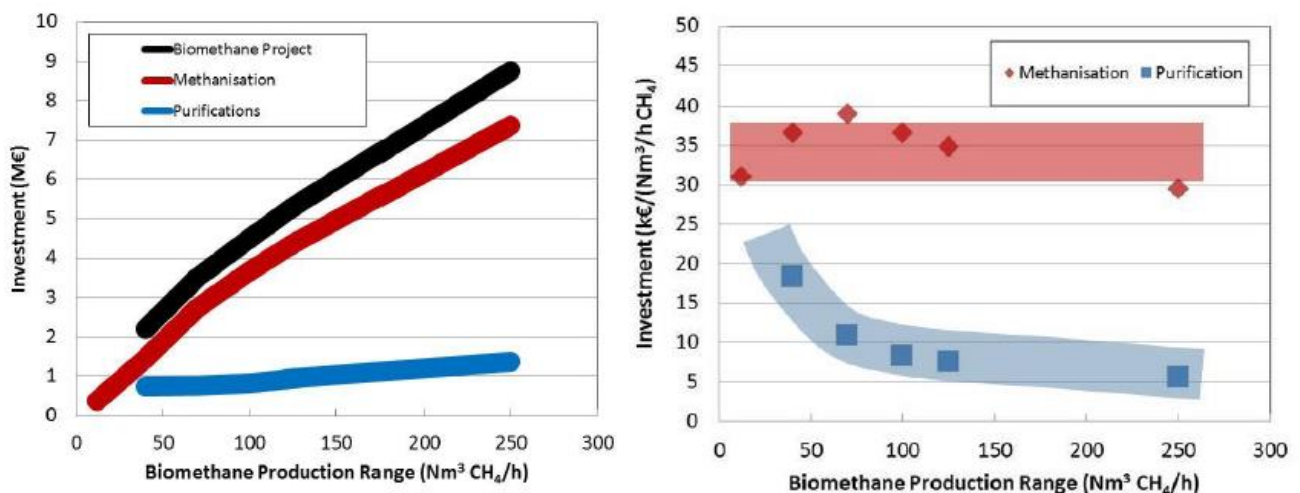 10
9
8
7
6
5
4
3
2
1
0
Investment (M€)
Biomethane Project
Methanisation
Purifications
0 50 100 150 200 250 300
Biomethane Production Range (Nm³ CH₄/h)
50
45
40
35
30
25
20
15
10
5
0
Investment (k€/(Nm³/h CH₄)
Methanisation Purification
0 50 100 150 200 250 300
Biomethane Production Range (Nm³ CH₄/h)